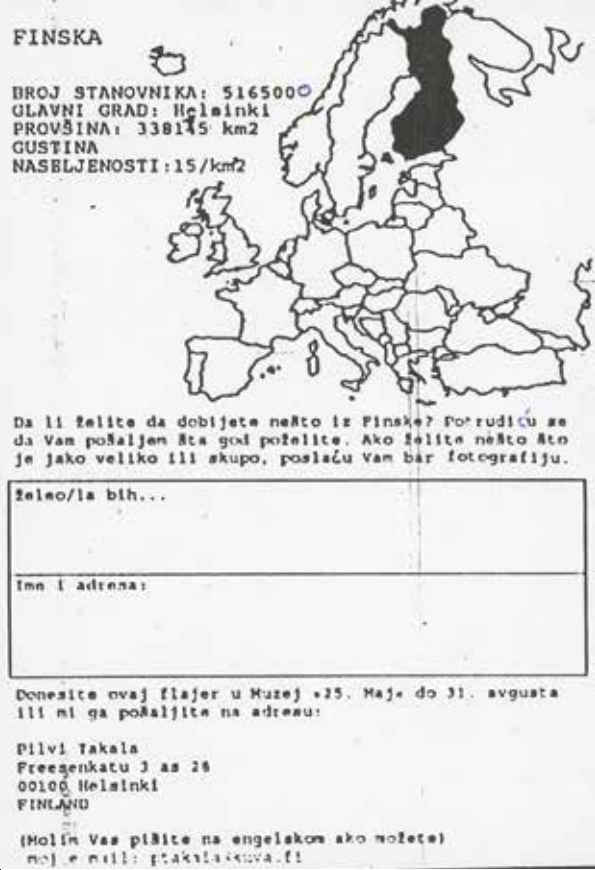 FINSKA
BROJ STANOVNIKA: 5165000
GLAVNI GRAD: Helsinki
PROVŠINA: 338145 km2
GUSTINA
NASELJENOSTI:15/km2
Da li želite da dobijete nešto iz Finske? Potrudiću se
da Vam pošaljem šta god poželite. Ako želite nešto što
je jako veliko ili skupo, poslaću Vam bar fotografiju.
želeo/la bih...
Ime i adresa:
Donesite ovaj flajer u Muzej «25. Maj« do 31. avgusta
ili mi ga pošaljite na adresu:
Pilvi Takala
Freesenkatu 3 as 26
00100 Helsinki
FINLAND
(Molim Vas pišite na engelskom ako možete)
moj e mail: